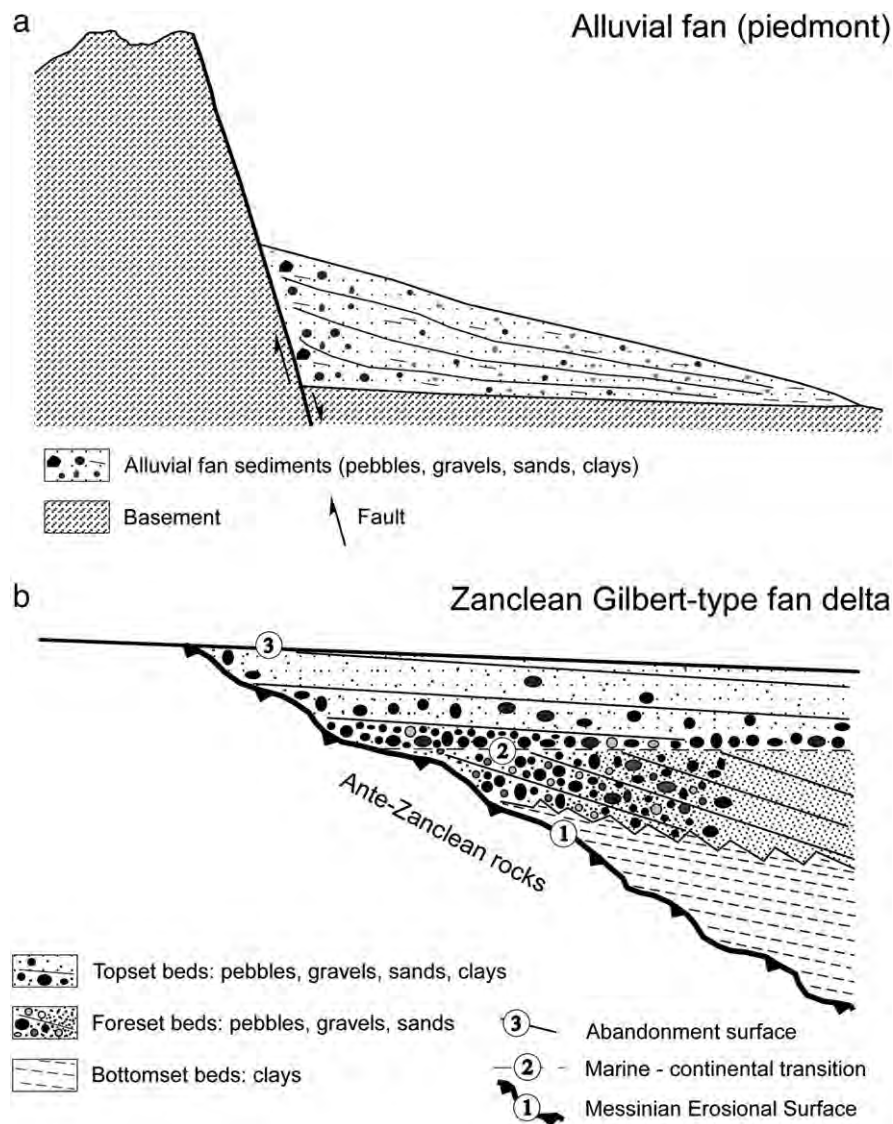 a
Alluvial fan (piedmont)
Alluvial fan sediments (pebbles, gravels, sands, clays)
Basement
Fault
b
Zanclean Gilbert-type fan delta
3
2
1
Ante-Zanclean rocks
Topset beds: pebbles, gravels, sands, clays
Foreset beds: pebbles, gravels, sands
Bottomset beds: clays
3 Abandonment surface
2 Marine - continental transition
1 Messinian Erosional Surface